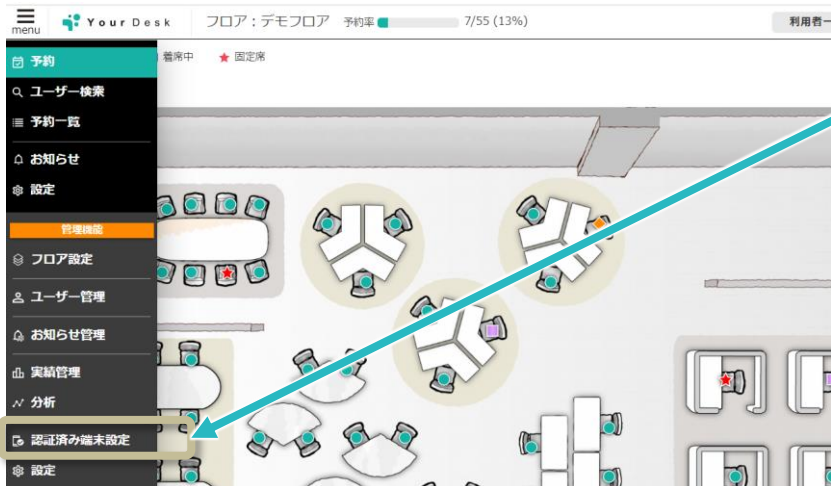 menu
Your Desk
フロア：デモフロア
予約率
7/55 (13%)
利用者一
予約
着席中
固定席
ユーザー検索
予約一覧
お知らせ
設定
管理機能
フロア設定
ユーザー管理
お知らせ管理
実績管理
分析
認証済み端末設定
設定